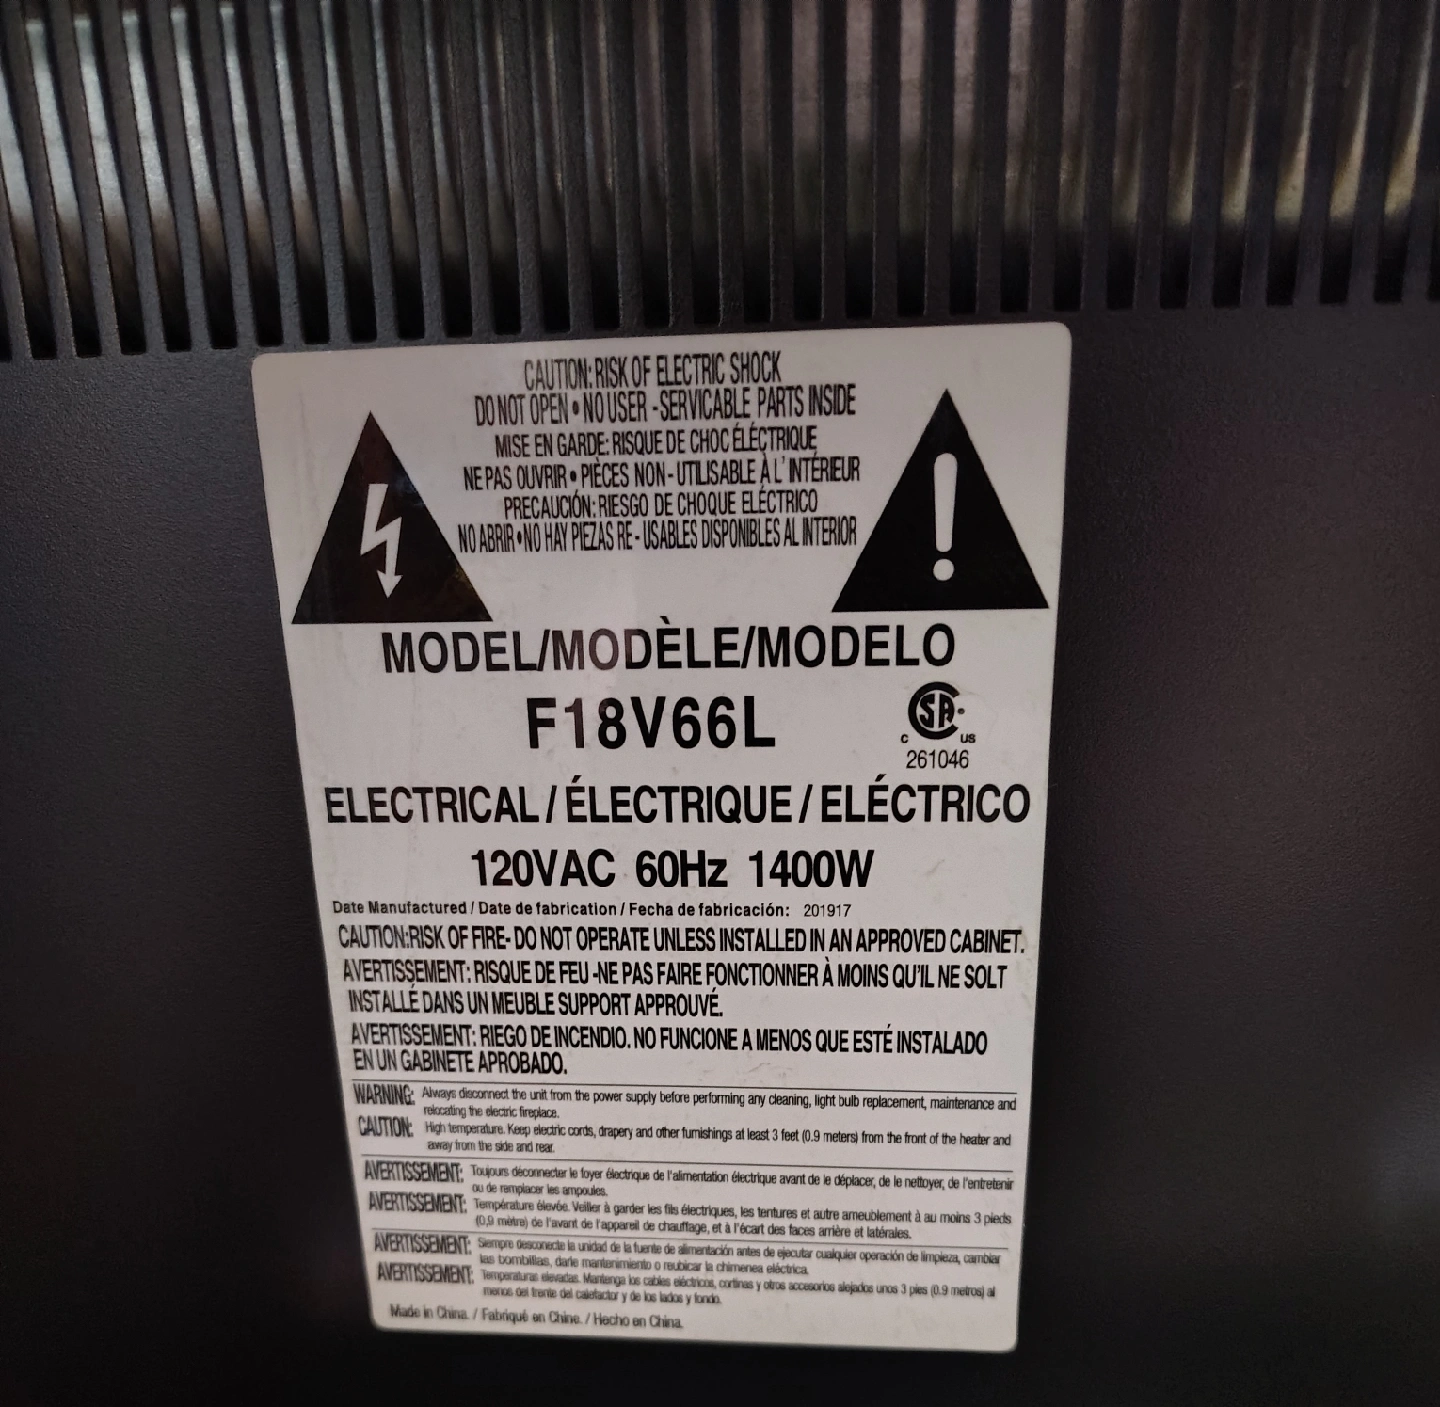 CAUTION: RISK OF ELECTRIC SHOCK
DO NOT OPEN • NO USER - SERVICABLE PARTS INSIDE
MISE EN GARDE: RISQUE DE CHOC ÉLÉCTRIQUE
NE PAS OUVRIR • PIÈCES NON - UTILISABLE À L' INTÉRIEUR
PRECAUCIÓN: RIESGO DE CHOQUE ELÉCTRICO
NO ABRIR • NO HAY PIEZAS RE - USABLES DISPONIBLES AL INTERIOR
MODEL/MODÈLE/MODELO
F18V66L
C SA US
261046
ELECTRICAL / ÉLECTRIQUE / ELÉCTRICO
120VAC 60Hz 1400W
Date Manufactured / Date de fabrication / Fecha de fabricación: 201917
CAUTION:RISK OF FIRE- DO NOT OPERATE UNLESS INSTALLED IN AN APPROVED CABINET.
AVERTISSEMENT: RISQUE DE FEU -NE PAS FAIRE FONCTIONNER À MOINS QU'IL NE SOLT
INSTALLÉ DANS UN MEUBLE SUPPORT APPROUVÉ.
AVERTISSEMENT: RIEGO DE INCENDIO. NO FUNCIONE A MENOS QUE ESTÉ INSTALADO
EN UN GABINETE APROBADO.
WARNING: Always disconnect the unit from the power supply before performing any cleaning, light bulb replacement, maintenance and
relocating the electric fireplace.
CAUTION: High temperature. Keep electric cords, drapery and other furnishings at least 3 feet (0.9 meters) from the front of the heater and
away from the side and rear.
AVERTISSEMENT: Toujours déconnecter le foyer électrique de l'alimentation électrique avant de le déplacer, de le nettoyer, de l'entretenir
ou de remplacer les ampoules.
AVERTISSEMENT: Température élevée. Veiller à garder les fils électriques, les tentures et autre ameublement à au moins 3 pieds
(0,9 mètre) de l'avant de l'appareil de chauffage, et à l'écart des faces arrière et latérales.
AVERTISSEMENT: Siempre desconecte la unidad de la fuente de alimentación antes de ejecutar cualquier operación de limpieza, cambiar
las bombillas, darle mantenimiento o reubicar la chimenea eléctrica.
AVERTISSEMENT: Temperaturas elevadas. Mantenga los cables eléctricos, cortinas y otros accesorios alejados unos 3 pies (0.9 metros) al
menos del frente del calefactor y de los lados y fondo.
Made in China. / Fabriqué en Chine. / Hecho en China.